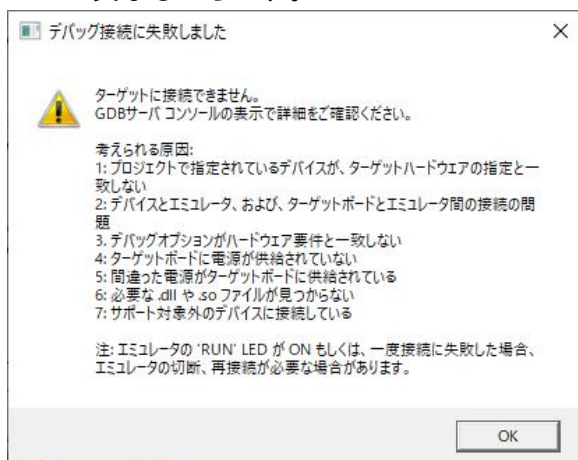 デバッグ接続に失敗しました
ターゲットに接続できません。
GDBサーバ コンソールの表示で詳細をご確認ください。
考えられる原因:
1: プロジェクトで指定されているデバイスが、ターゲットハードウェアの指定と一
致しない
2: デバイスとエミュレータ、および、ターゲットボードとエミュレータ間の接続の問
題
3. デバッグオプションがハードウェア要件と一致しない
4: ターゲットボードに電源が供給されていない
5: 間違った電源がターゲットボードに供給されている
6: 必要な .dll や .so ファイルが見つからない
7: サポート対象外のデバイスに接続している
注: エミュレータの 'RUN' LED が ON もしくは、一度接続に失敗した場合、
エミュレータの切断、再接続が必要な場合があります。
OK